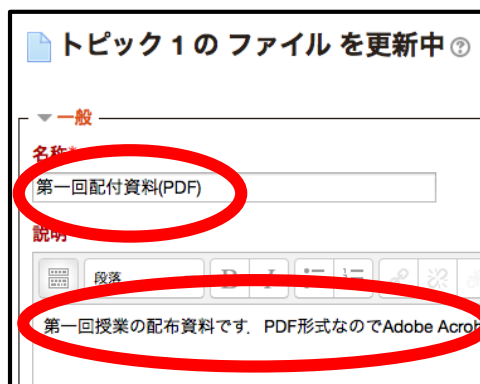 トピック 1 の ファイル を更新中
一般
名称*
第一回配付資料(PDF)
説明
段落
B I
第一回授業の配布資料です．PDF形式なのでAdobe Acrob